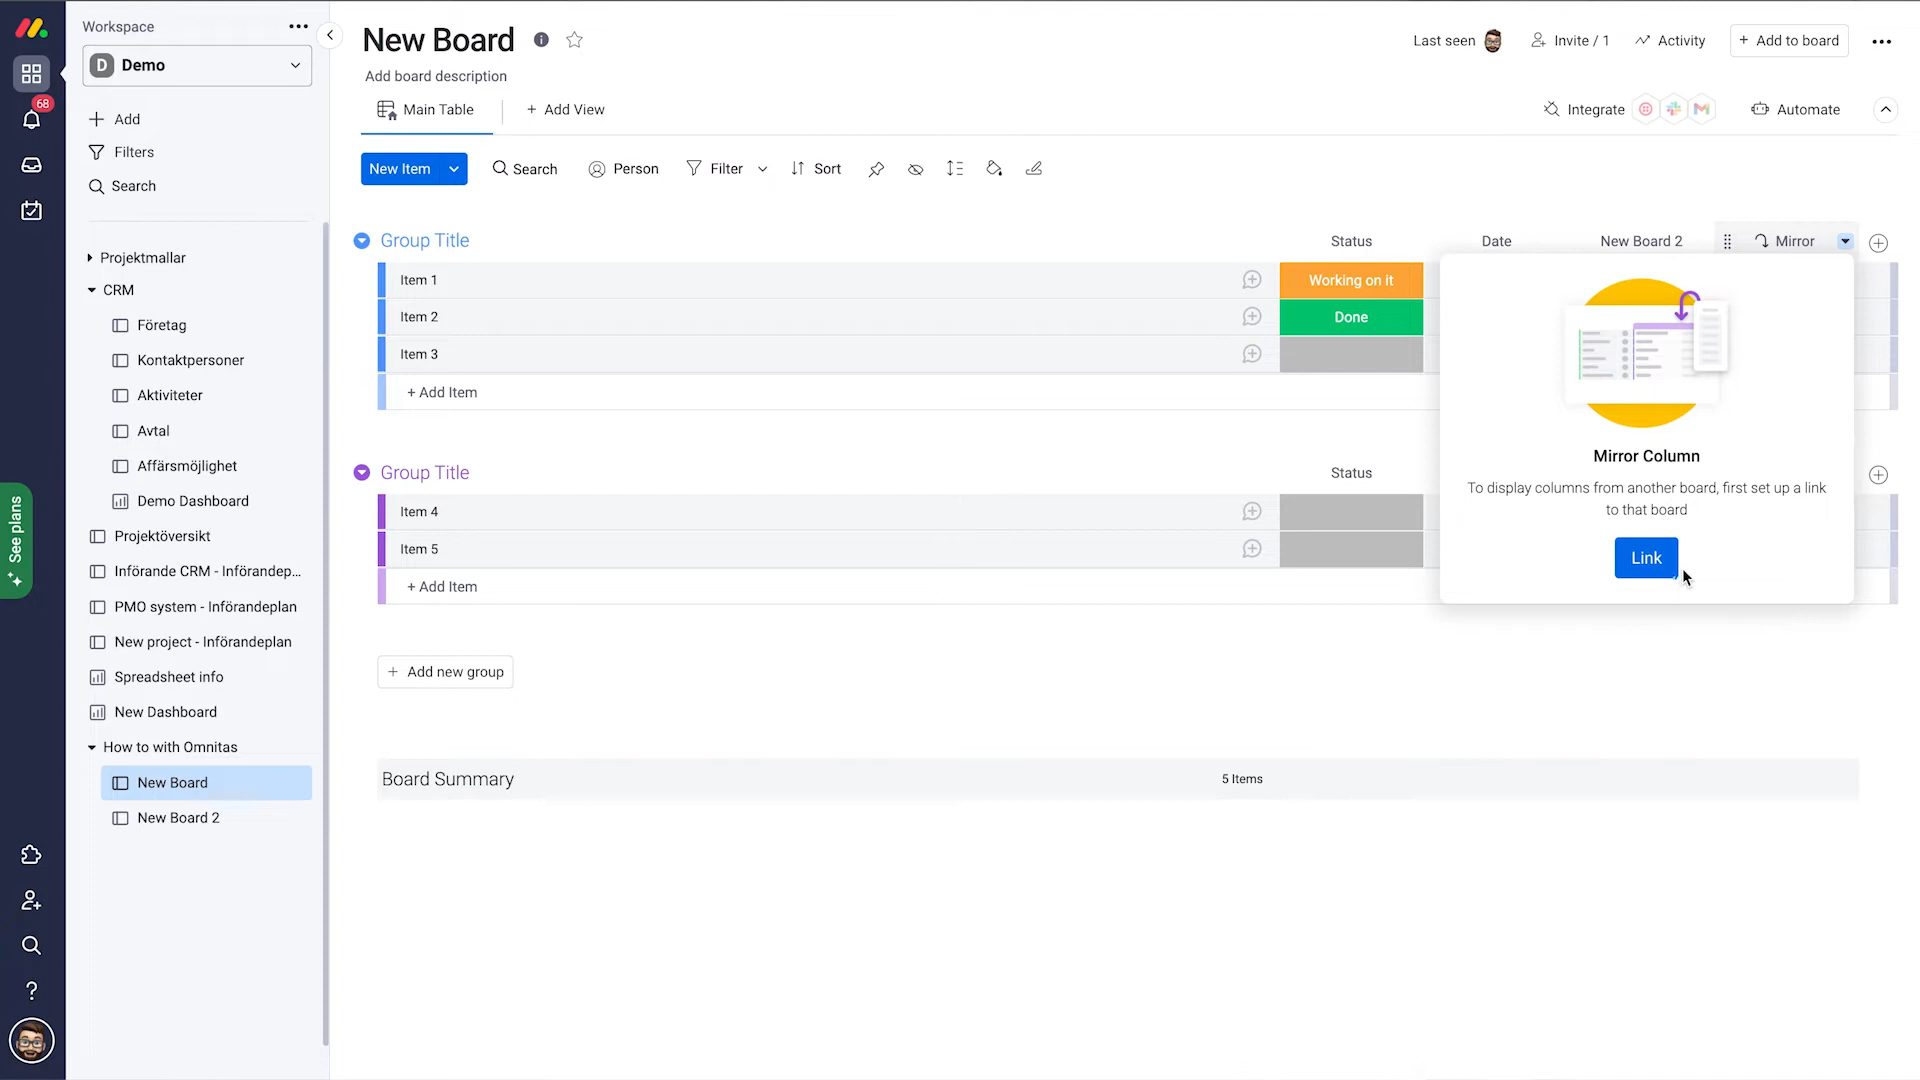 Workspace
D Demo
68
Add
Filters
Search
Projektmallar
CRM
Företag
Kontaktpersoner
Aktiviteter
Avtal
Affärsmöjlighet
Demo Dashboard
Projektöversikt
Införande CRM - Införandep...
PMO system - Införandeplan
New project - Införandeplan
Spreadsheet info
New Dashboard
How to with Omnitas
New Board
New Board 2
See plans
?
New Board
Last seen
Invite / 1
Activity
+ Add to board
Add board description
Main Table
+ Add View
Integrate
Automate
New Item
Search
Person
Filter
Sort
Group Title
Status
Date
New Board 2
Mirror
Item 1
Working on it
Item 2
Done
Item 3
+ Add Item
Mirror Column
To display columns from another board, first set up a link
to that board
Link
Group Title
Status
Item 4
Item 5
+ Add Item
+ Add new group
Board Summary
5 Items